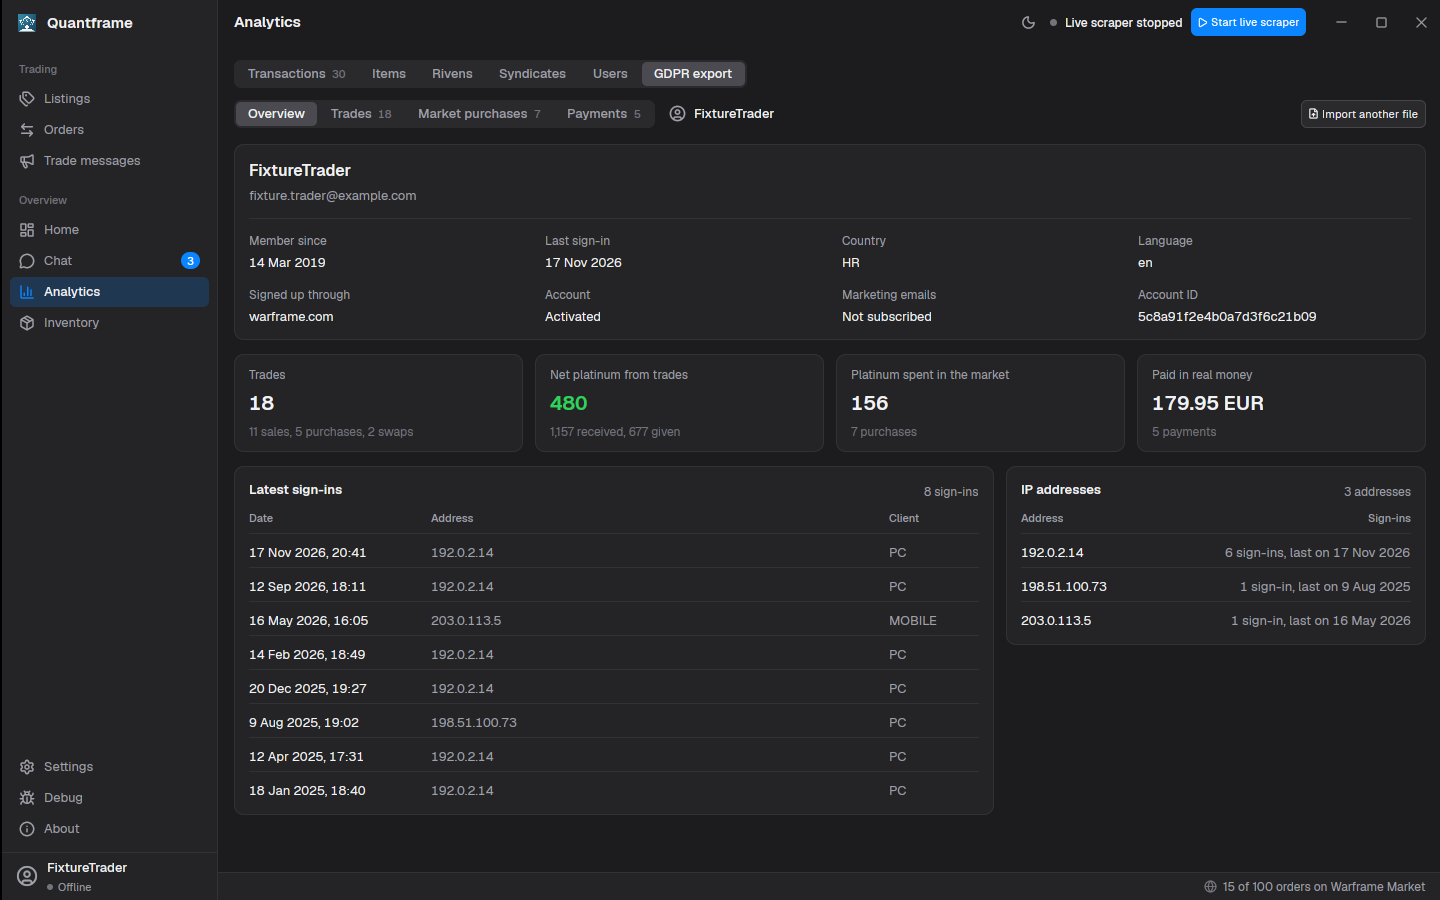 Quantframe
Analytics
Live scraper stopped
Start live scraper
Trading
Listings
Orders
Trade messages
Overview
Home
Chat 3
Analytics
Inventory
Settings
Debug
About
FixtureTrader
Offline
Transactions 30 Items Rivens Syndicates Users GDPR export
Overview Trades 18 Market purchases 7 Payments 5 FixtureTrader
Import another file
FixtureTrader
fixture.trader@example.com
Member since Last sign-in Country Language
14 Mar 2019 17 Nov 2026 HR en
Signed up through Account Marketing emails Account ID
warframe.com Activated Not subscribed 5c8a91f2e4b0a7d3f6c21b09
Trades
18
11 sales, 5 purchases, 2 swaps
Net platinum from trades
480
1,157 received, 677 given
Platinum spent in the market
156
7 purchases
Paid in real money
179.95 EUR
5 payments
Latest sign-ins 8 sign-ins
Date Address Client
17 Nov 2026, 20:41 192.0.2.14 PC
12 Sep 2026, 18:11 192.0.2.14 PC
16 May 2026, 16:05 203.0.113.5 MOBILE
14 Feb 2026, 18:49 192.0.2.14 PC
20 Dec 2025, 19:27 192.0.2.14 PC
9 Aug 2025, 19:02 198.51.100.73 PC
12 Apr 2025, 17:31 192.0.2.14 PC
18 Jan 2025, 18:40 192.0.2.14 PC
IP addresses 3 addresses
Address Sign-ins
192.0.2.14 6 sign-ins, last on 17 Nov 2026
198.51.100.73 1 sign-in, last on 9 Aug 2025
203.0.113.5 1 sign-in, last on 16 May 2026
15 of 100 orders on Warframe Market